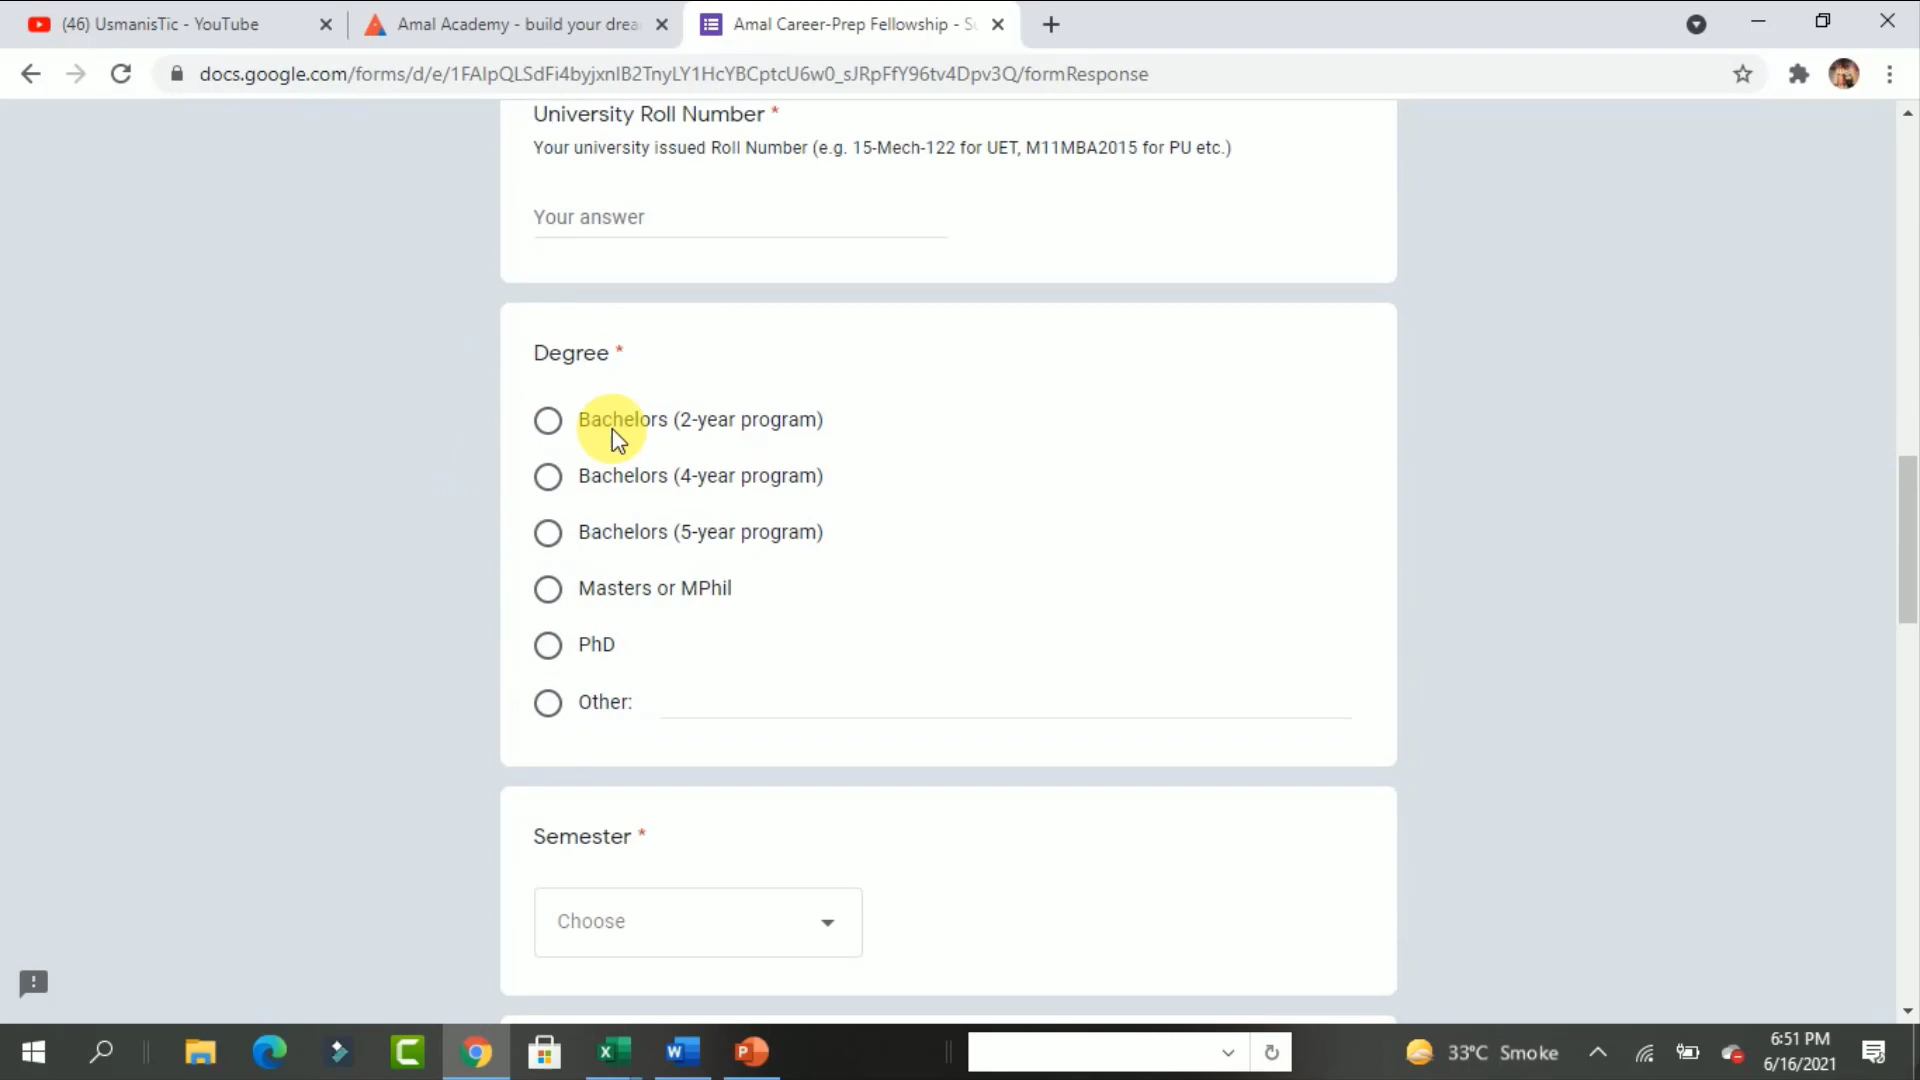 (46) UsmanisTic - YouTube
Amal Academy - build your drea
Amal Career-Prep Fellowship - S
docs.google.com/forms/d/e/1FAIpQLSdFi4byjxnIB2TnyLY1HcYBCptcU6w0_sJRpFfY96tv4Dpv3Q/formResponse
University Roll Number *
Your university issued Roll Number (e.g. 15-Mech-122 for UET, M11MBA2015 for PU etc.)
Your answer
Degree *
Bachelors (2-year program)
Bachelors (4-year program)
Bachelors (5-year program)
Masters or MPhil
PhD
Other:
Semester *
Choose
33°C Smoke
6:51 PM
6/16/2021